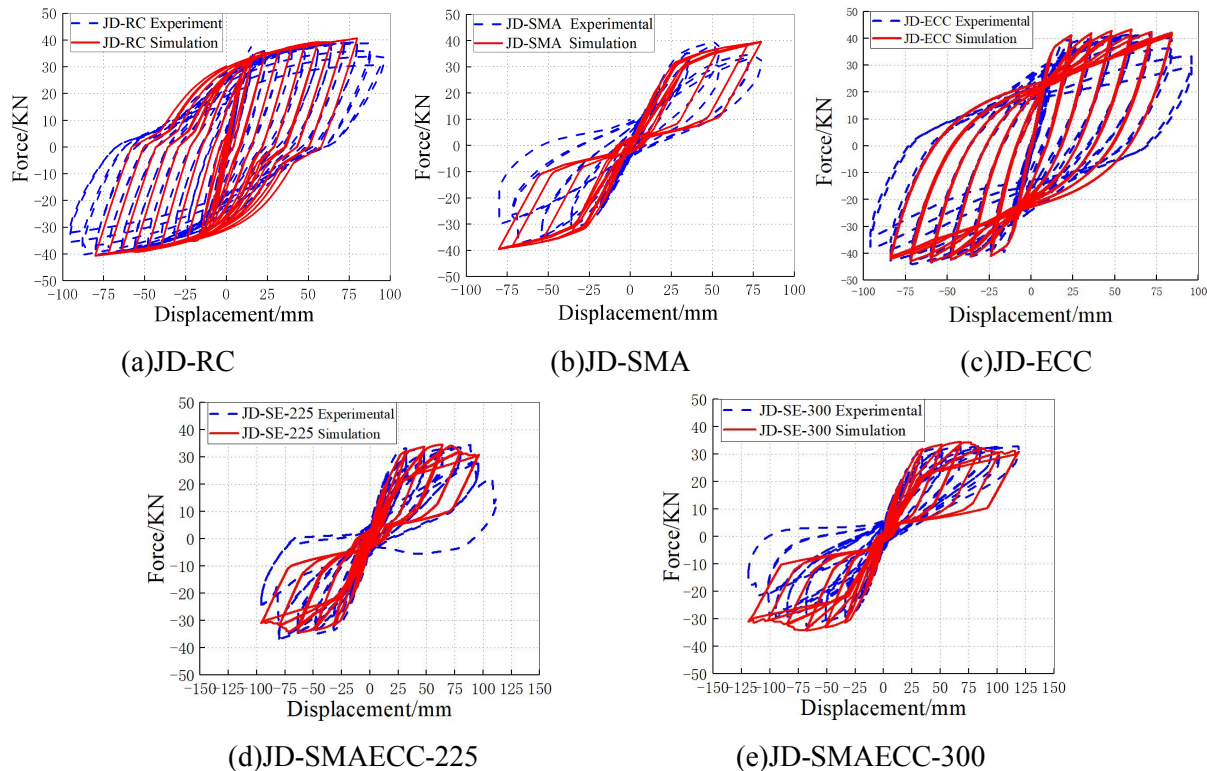 JD-RC Experiment
JD-RC Simulation
50
40
30
20
10
0
−10
−20
−30
−40
−50
Force/KN
−100 −75 −50 −25 0 25 50 75 100
Displacement/mm
(a)JD-RC
JD-SMA Experimental
JD-SMA Simulation
50
40
30
20
10
0
−10
−20
−30
−40
−50
Force/KN
−100 −75 −50 −25 0 25 50 75 100
Displacement/mm
(b)JD-SMA
JD-ECC Experimental
JD-ECC Simulation
50
40
30
20
10
0
−10
−20
−30
−40
−50
Force/KN
−100 −75 −50 −25 0 25 50 75 100
Displacement/mm
(c)JD-ECC
JD-SE-225 Experimental
JD-SE-225 Simulation
50
40
30
20
10
0
−10
−20
−30
−40
−50
Force/KN
−150−125−100 −75 −50 −25 0 25 50 75 100 125 150
Displacement/mm
(d)JD-SMAECC-225
JD-SE-300 Experimental
JD-SE-300 Simulation
50
40
30
20
10
0
−10
−20
−30
−40
−50
Force/KN
−150−125−100 −75 −50 −25 0 25 50 75 100 125 150
Displacement/mm
(e)JD-SMAECC-300